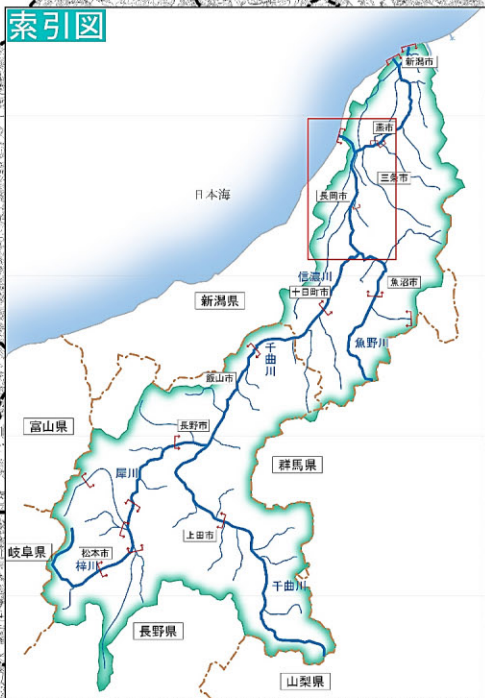 索引図
新潟市
燕市
三条市
長岡市
日本海
信濃川
魚沼市
十日町市
新潟県
魚野川
千曲川
飯山市
富山県
長野市
群馬県
犀川
上田市
岐阜県
松本市
梓川
千曲川
長野県
山梨県